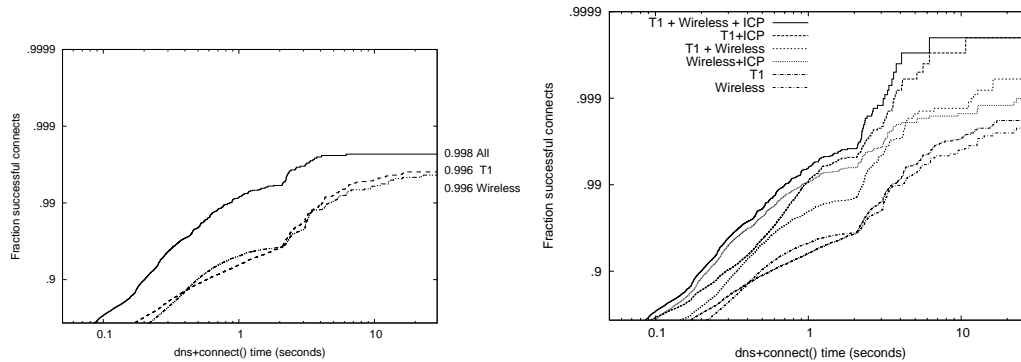 .9999
.999
.99
.9
Fraction successful connects
0.998 All
0.996 T1
0.996 Wireless
0.1 1 10
dns+connect() time (seconds)
.9999
.999
.99
.9
Fraction successful connects
T1 + Wireless + ICP
T1+ICP
T1 + Wireless
Wireless+ICP
T1
Wireless
0.1 1 10
dns+connect() time (seconds)